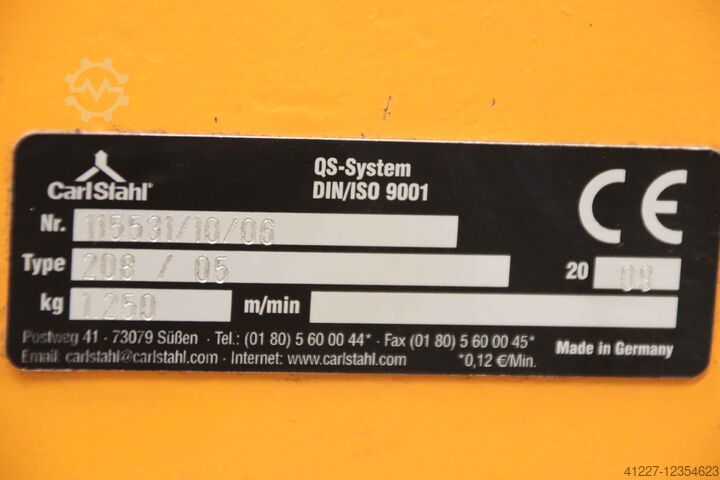 QS-System
CarlStahl® DIN/ISO 9001
Nr. 115531/10/06
Type 208 / 05 20 08
kg 1.250 m/min
Postweg 41 - 73079 Süßen · Tel.: (01 80) 5 60 00 44* · Fax (01 80) 5 60 00 45*
Email: carlstahl@carlstahl.com · Internet: www.carlstahl.com *0,12 €/Min. Made in Germany
CE
41227-12354623